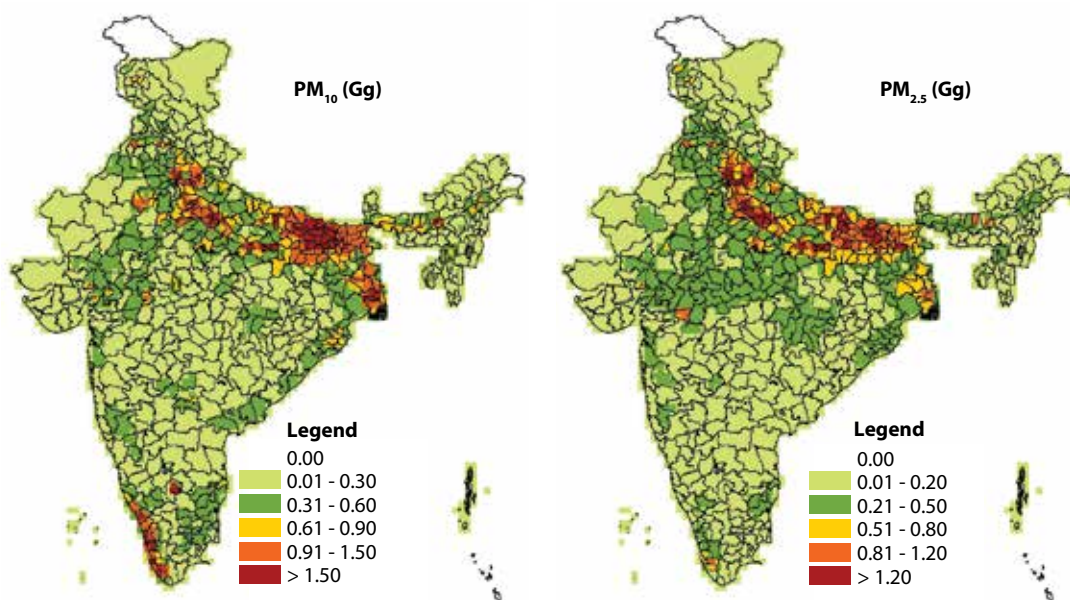 PM₁₀ (Gg)
Legend
0.00
0.01 - 0.30
0.31 - 0.60
0.61 - 0.90
0.91 - 1.50
> 1.50
PM₂.₅ (Gg)
Legend
0.00
0.01 - 0.20
0.21 - 0.50
0.51 - 0.80
0.81 - 1.20
> 1.20